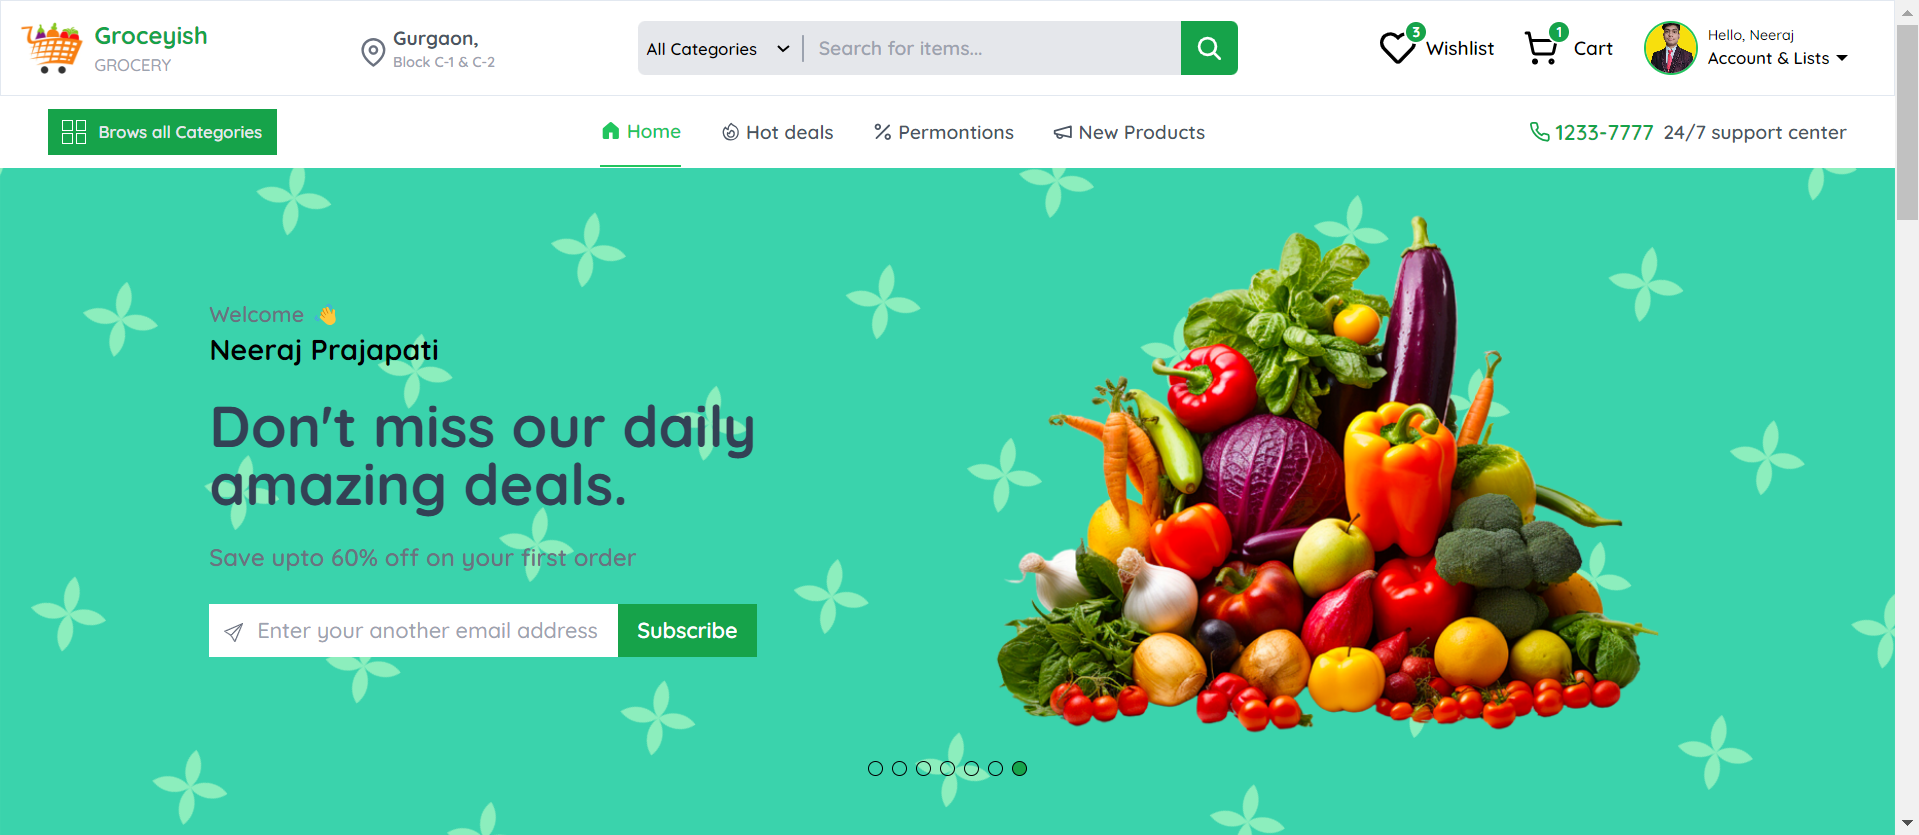 Groceyish
GROCERY
Gurgaon,
Block C-1 & C-2
All Categories
Search for items...
3
Wishlist
1
Cart
Hello, Neeraj
Account & Lists
Brows all Categories
Home
Hot deals
Permontions
New Products
1233-7777 24/7 support center
Welcome 👋
Neeraj Prajapati
Don't miss our daily
amazing deals.
Save upto 60% off on your first order
Enter your another email address
Subscribe